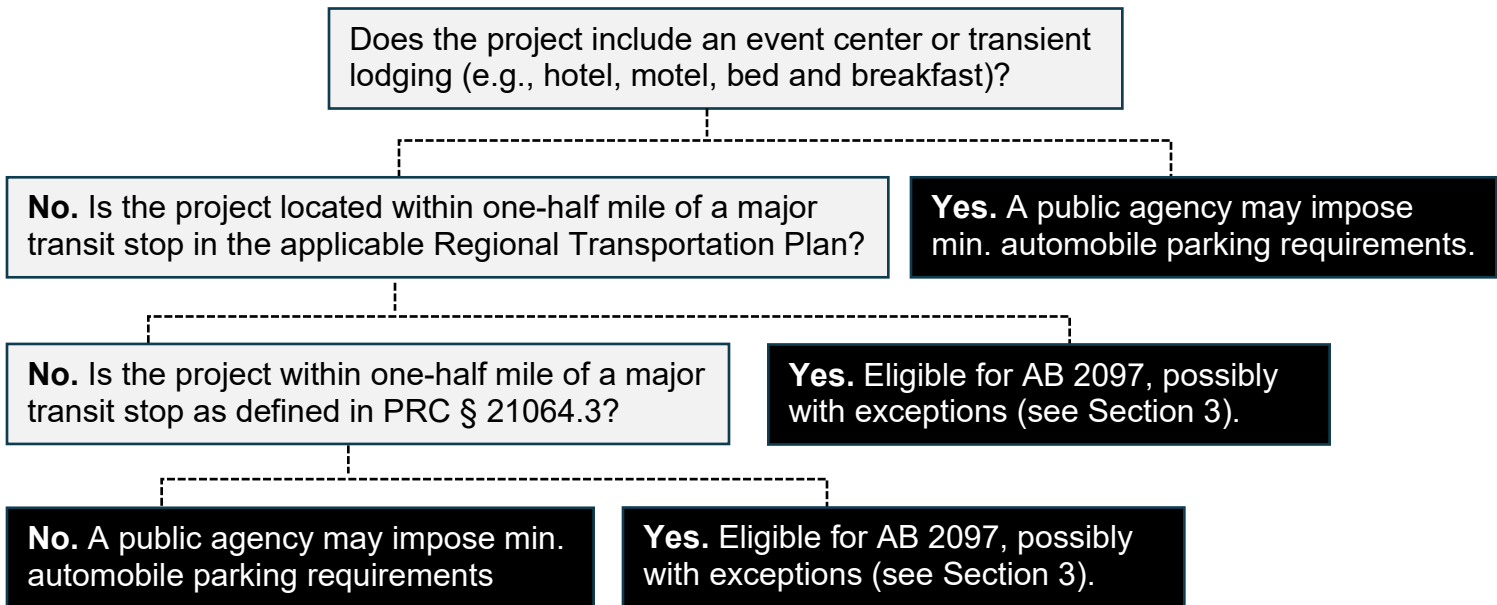 Does the project include an event center or transient
lodging (e.g., hotel, motel, bed and breakfast)?
No. Is the project located within one-half mile of a major
transit stop in the applicable Regional Transportation Plan?
Yes. A public agency may impose
min. automobile parking requirements.
No. Is the project within one-half mile of a major
transit stop as defined in PRC § 21064.3?
Yes. Eligible for AB 2097, possibly
with exceptions (see Section 3).
No. A public agency may impose min.
automobile parking requirements
Yes. Eligible for AB 2097, possibly
with exceptions (see Section 3).